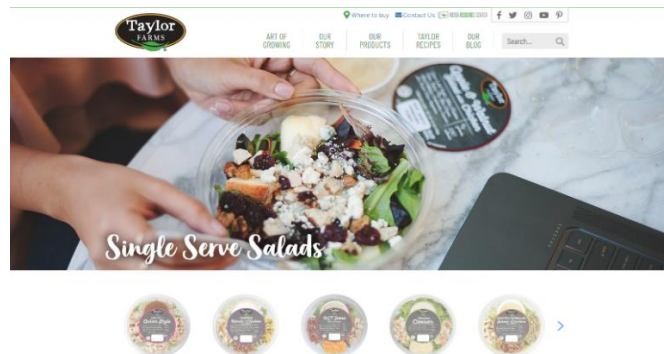 Taylor
FARMS
Where to buy
Contact Us
ART OF
GROWING
OUR
STORY
OUR
PRODUCTS
TAYLOR
RECIPES
OUR
BLOG
Search...
Single Serve Salads
Caesar